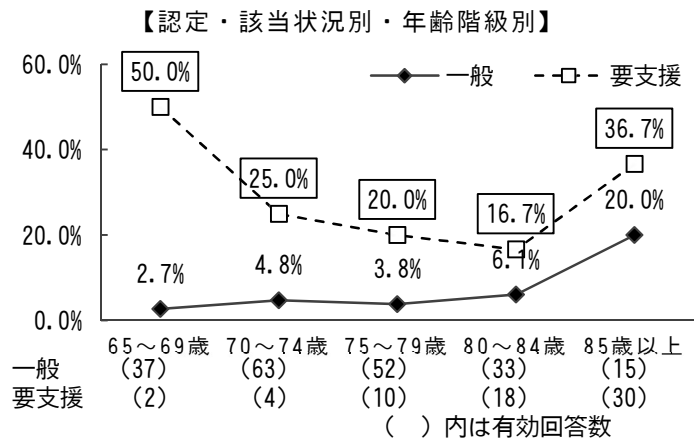 【認定・該当状況別・年齢階級別】
60.0%
40.0%
20.0%
0.0%
一般
要支援
50.0%
25.0%
20.0%
16.7%
36.7%
2.7%
4.8%
3.8%
6.1%
20.0%
65～69歳 70～74歳 75～79歳 80～84歳 85歳以上
一般 (37) (63) (52) (33) (15)
要支援 (2) (4) (10) (18) (30)
( )内は有効回答数